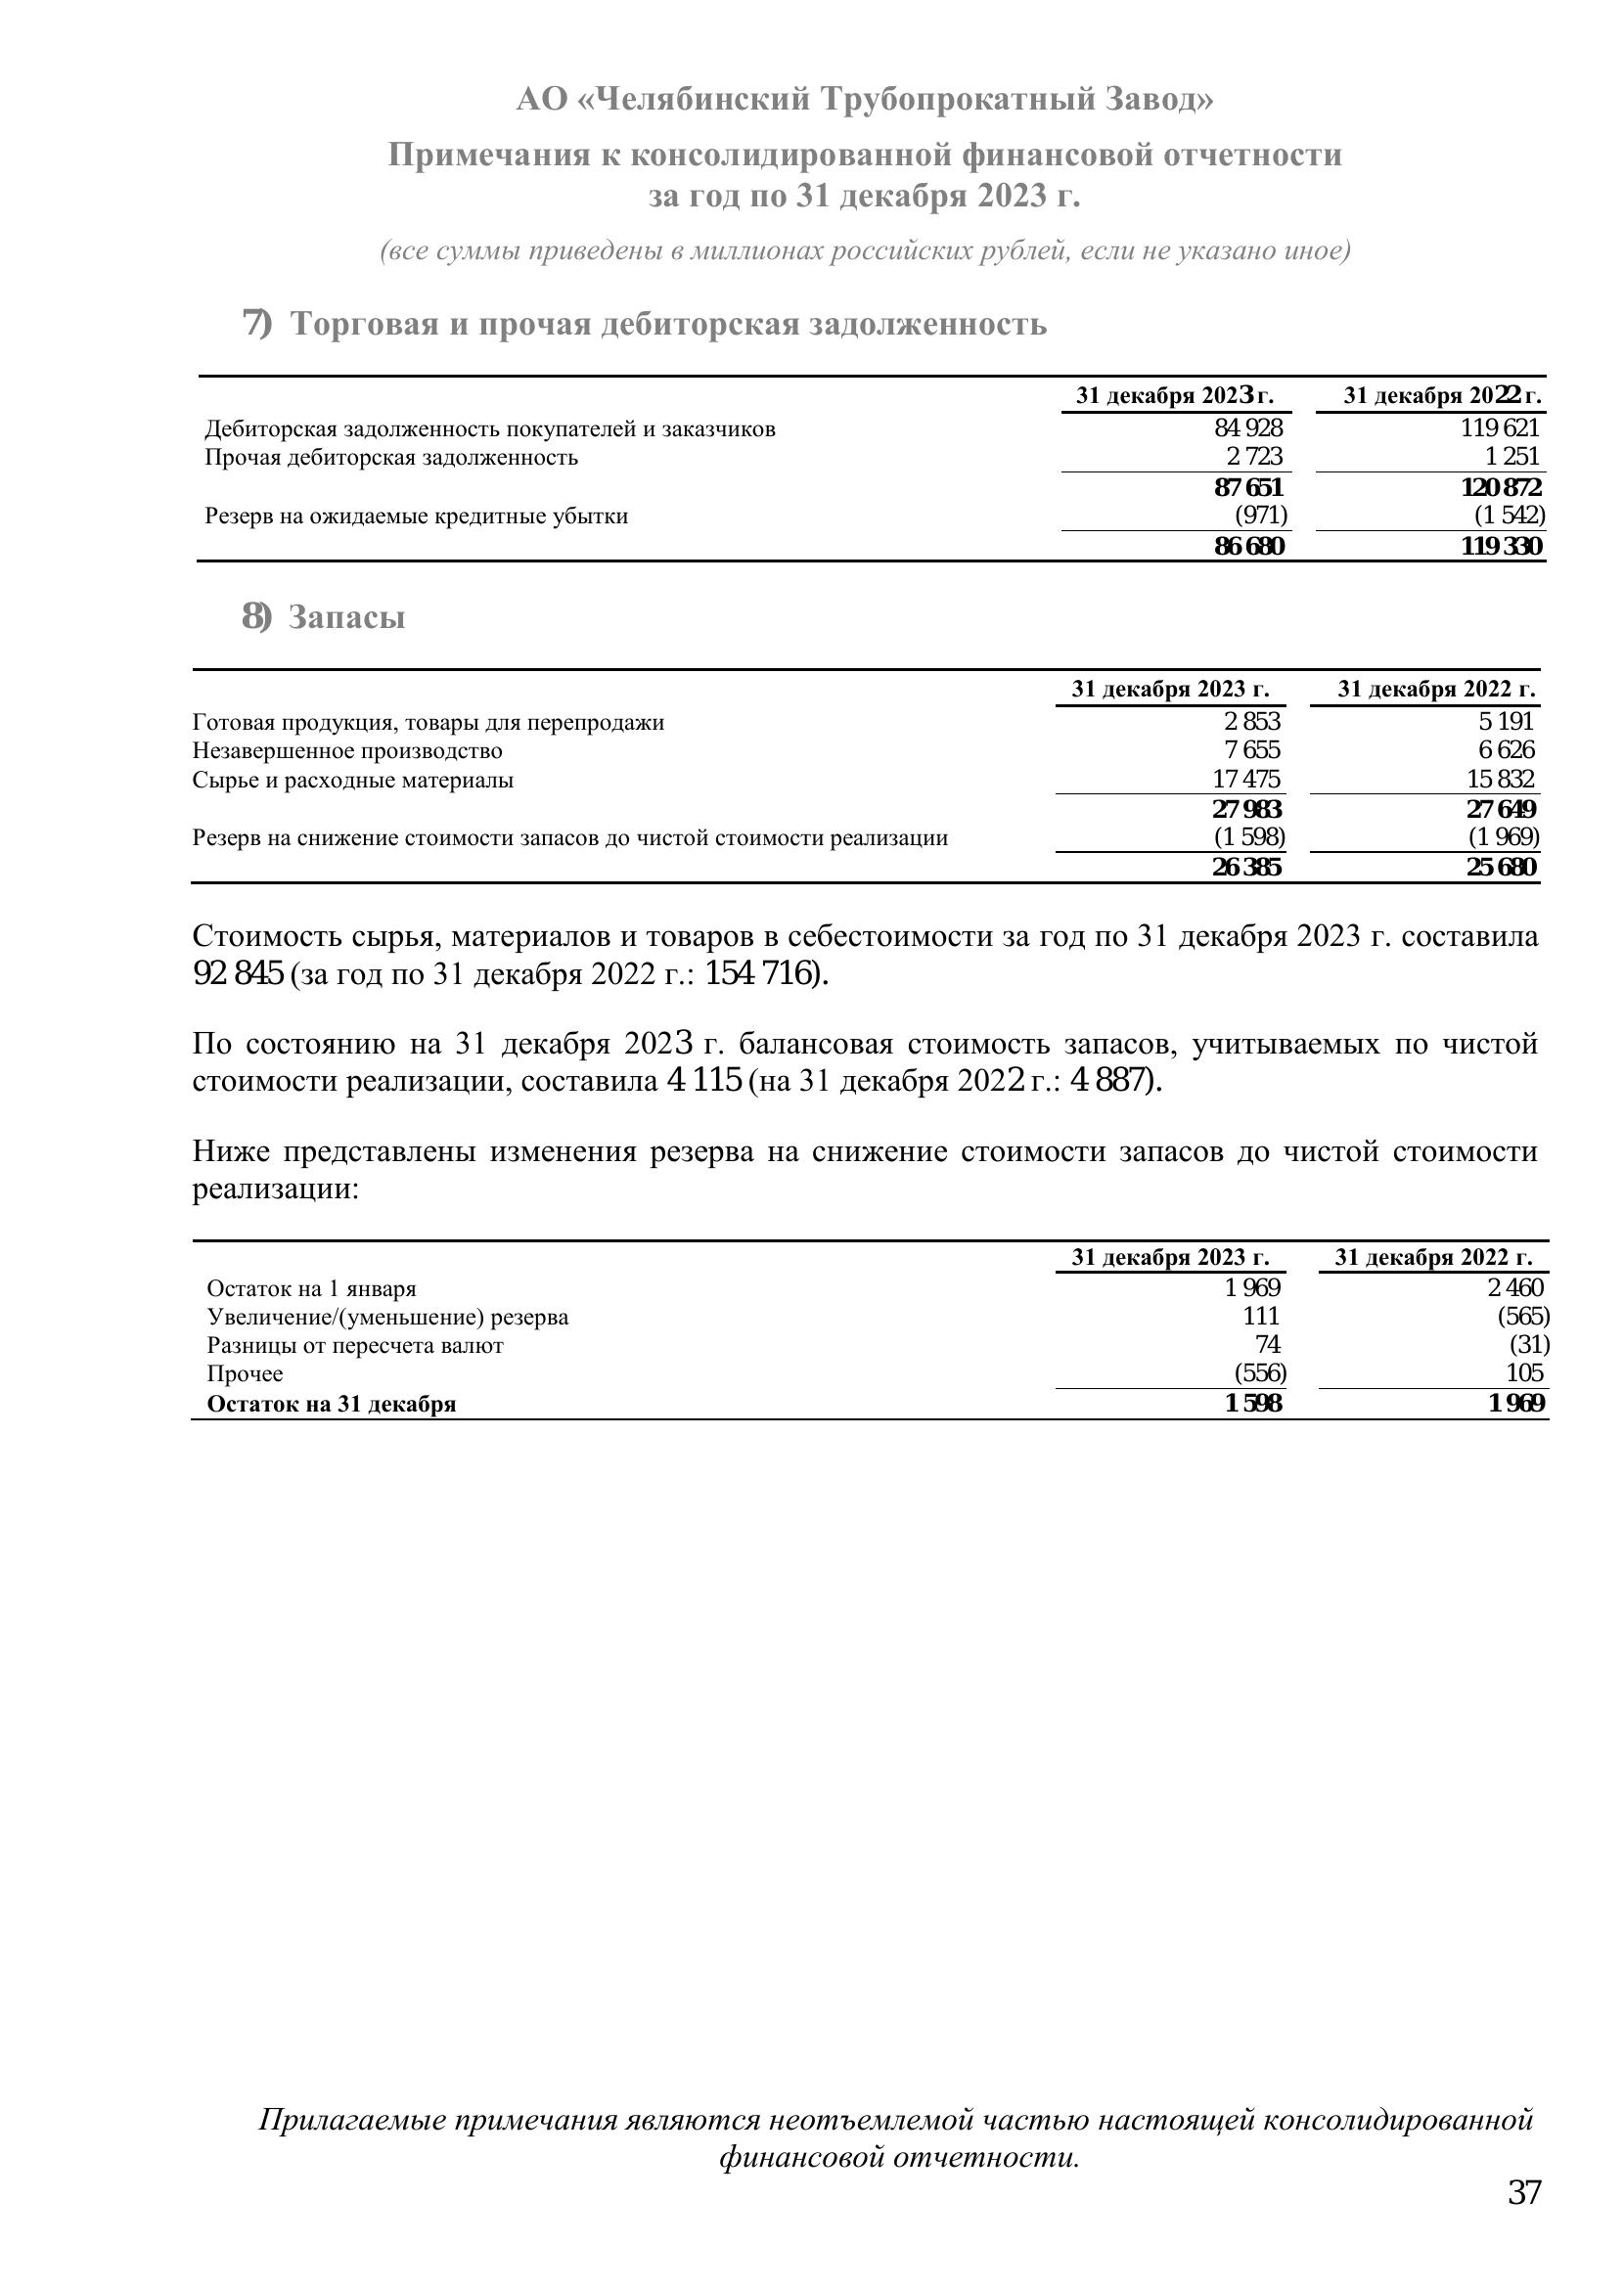 АО «Челябинский Трубопрокатный Завод»
Примечания к консолидированной финансовой отчетности
за год по 31 декабря 2023 г.
(все суммы приведены в миллионах российских рублей, если не указано иное)
7) Торговая и прочая дебиторская задолженность
31 декабря 2023 г. 31 декабря 2022 г.
Дебиторская задолженность покупателей и заказчиков 84 928 119 621
Прочая дебиторская задолженность 2 723 1 251
87 651 120 872
Резерв на ожидаемые кредитные убытки (971) (1 542)
86 680 119 330
8) Запасы
31 декабря 2023 г. 31 декабря 2022 г.
Готовая продукция, товары для перепродажи 2 853 5 191
Незавершенное производство 7 655 6 626
Сырье и расходные материалы 17 475 15 832
27 983 27 649
Резерв на снижение стоимости запасов до чистой стоимости реализации (1 598) (1 969)
26 385 25 680
Стоимость сырья, материалов и товаров в себестоимости за год по 31 декабря 2023 г. составила
92 845 (за год по 31 декабря 2022 г.: 154 716).
По состоянию на 31 декабря 2023 г. балансовая стоимость запасов, учитываемых по чистой
стоимости реализации, составила 4 115 (на 31 декабря 2022 г.: 4 887).
Ниже представлены изменения резерва на снижение стоимости запасов до чистой стоимости
реализации:
31 декабря 2023 г. 31 декабря 2022 г.
Остаток на 1 января 1 969 2 460
Увеличение/(уменьшение) резерва 111 (565)
Разницы от пересчета валют 74 (31)
Прочее (556) 105
Остаток на 31 декабря 1 598 1 969
Прилагаемые примечания являются неотъемлемой частью настоящей консолидированной
финансовой отчетности.
37